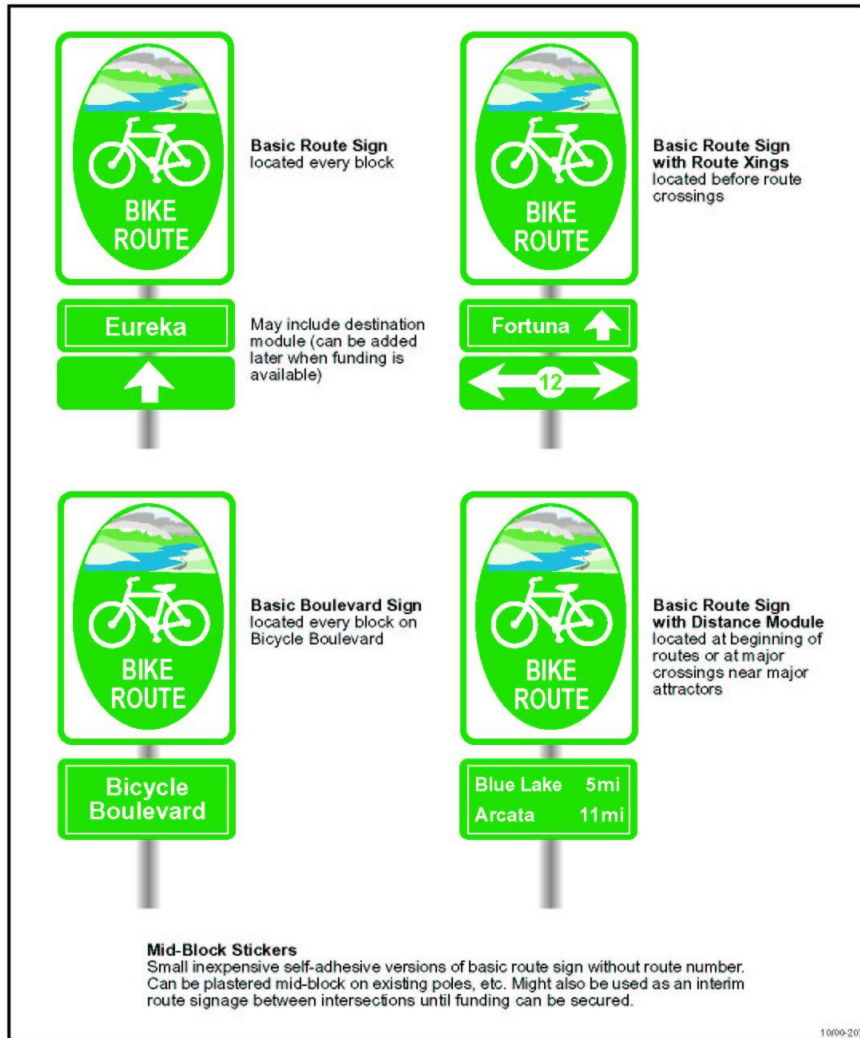 BIKE
ROUTE
Eureka
Basic Route Sign
located every block
May include destination
module (can be added
later when funding is
available)
BIKE
ROUTE
Fortuna
12
Basic Route Sign
with Route Xings
located before route
crossings
BIKE
ROUTE
Bicycle
Boulevard
Basic Boulevard Sign
located every block on
Bicycle Boulevard
BIKE
ROUTE
Blue Lake 5mi
Arcata 11mi
Basic Route Sign
with Distance Module
located at beginning of
routes or at major
crossings near major
attractors
Mid-Block Stickers
Small inexpensive self-adhesive versions of basic route sign without route number.
Can be plastered mid-block on existing poles, etc. Might also be used as an interim
route signage between intersections until funding can be secured.